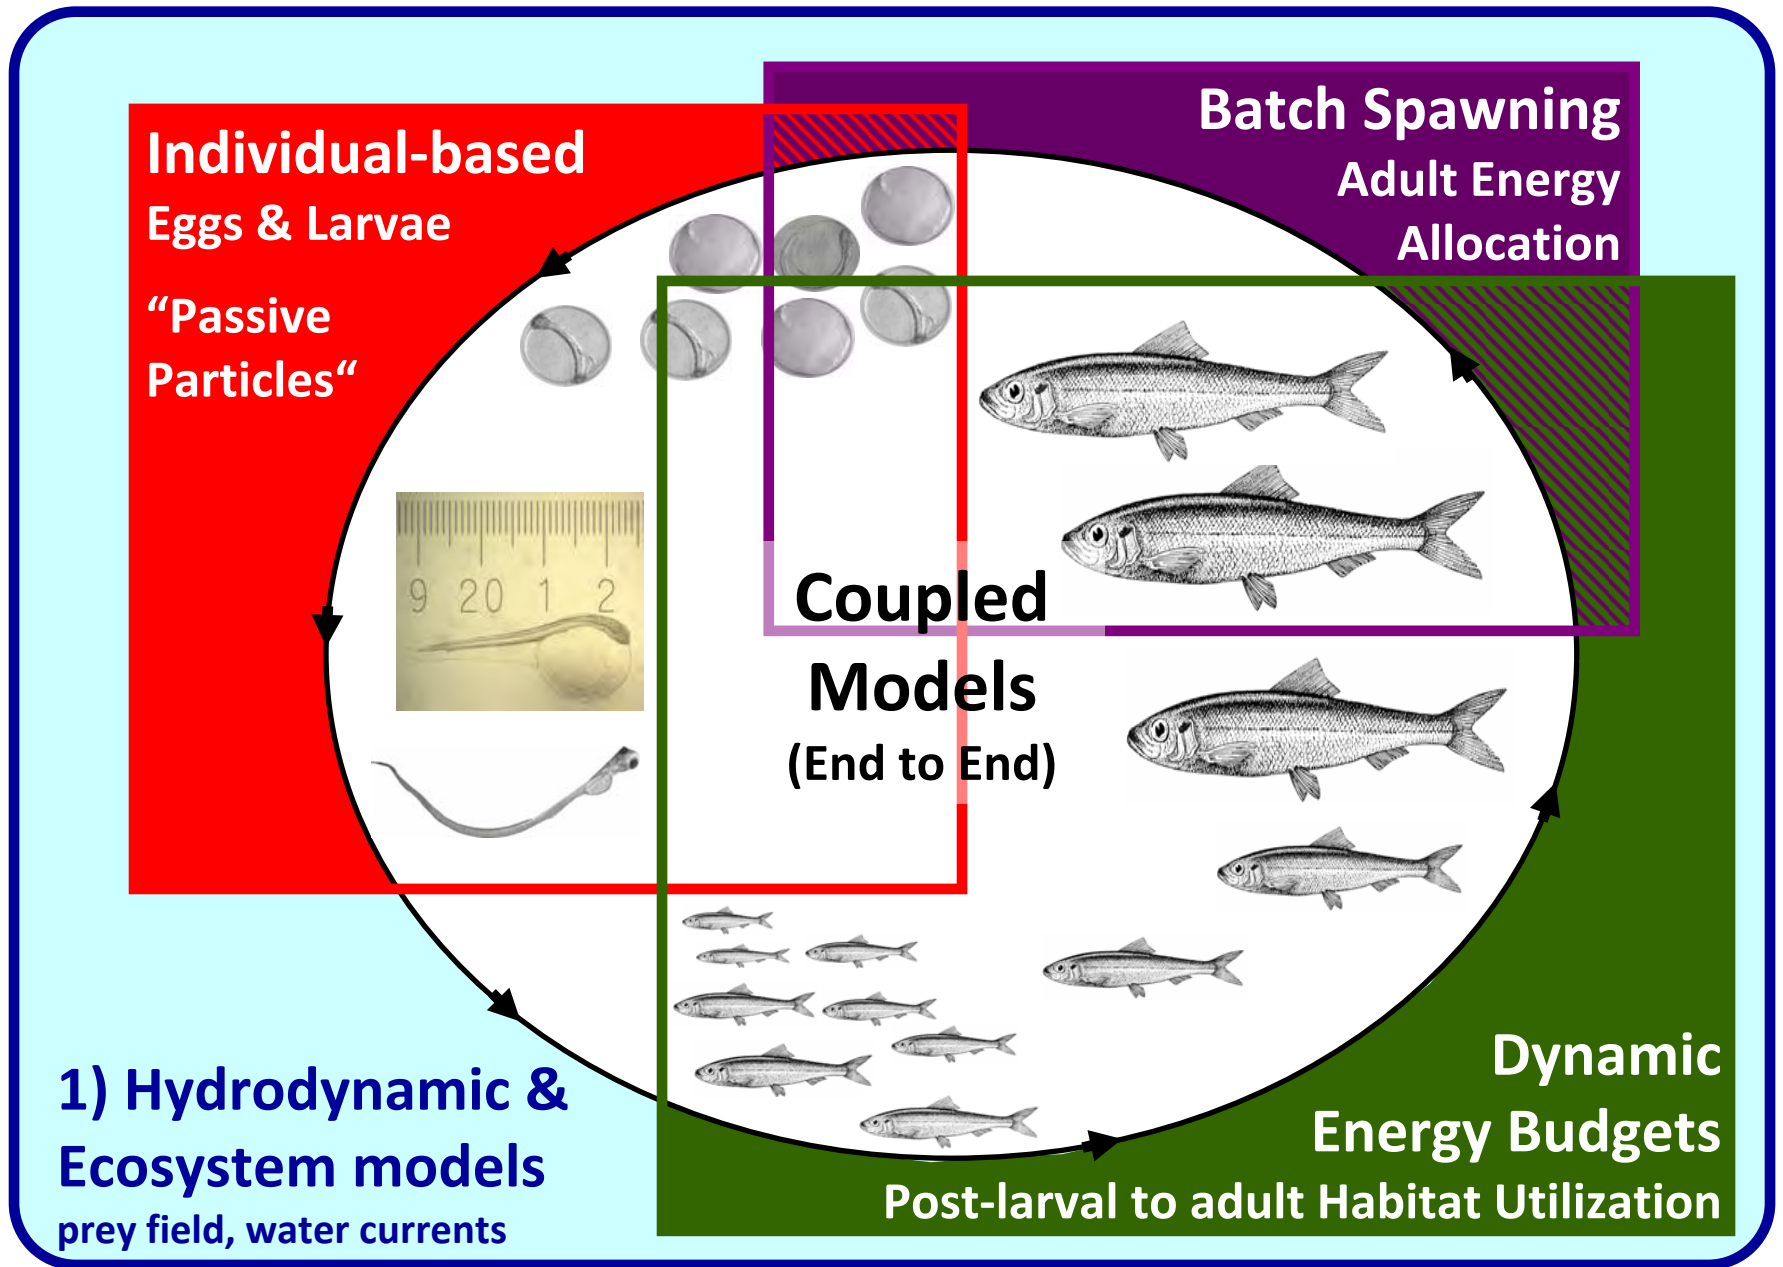 Individual-based
Eggs & Larvae
“Passive
Particles“
Batch Spawning
Adult Energy
Allocation
9 20 1 2
Coupled
Models
(End to End)
1) Hydrodynamic &
Ecosystem models
prey field, water currents
Dynamic
Energy Budgets
Post-larval to adult Habitat Utilization